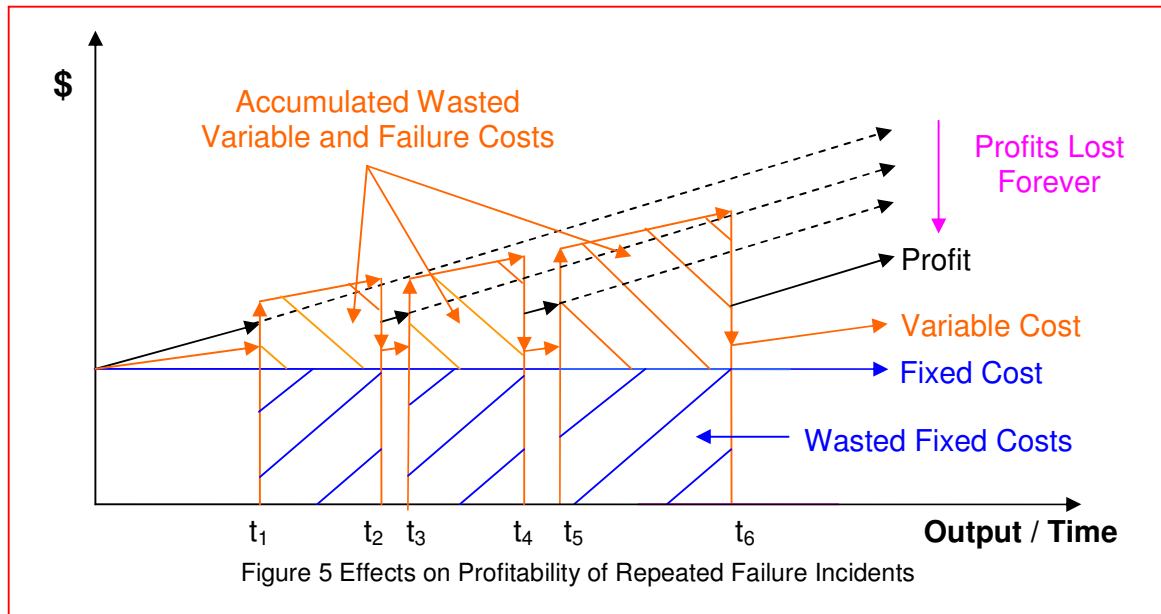 $
Accumulated Wasted
Variable and Failure Costs
Profits Lost
Forever
Profit
Variable Cost
Fixed Cost
Wasted Fixed Costs
t₁ t₂ t₃ t₄ t₅ t₆
Output / Time
Figure 5 Effects on Profitability of Repeated Failure Incidents